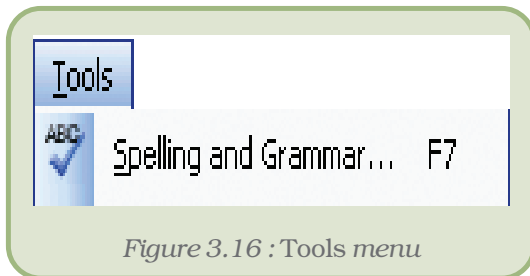 Tools
ABC
Spelling and Grammar... F7
Figure 3.16 : Tools menu